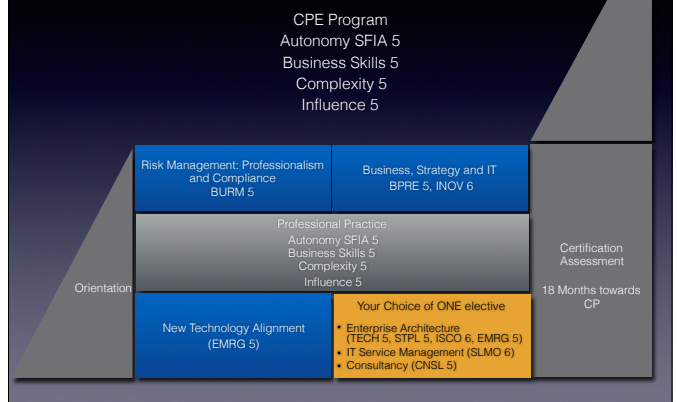 CPE Program
Autonomy SFIA 5
Business Skills 5
Complexity 5
Influence 5
Risk Management: Professionalism
and Compliance
BURM 5
Business, Strategy and IT
BPRE 5, INOV 6
Professional Practice
Autonomy SFIA 5
Business Skills 5
Complexity 5
Influence 5
Orientation
Certification
Assessment
18 Months towards
CP
New Technology Alignment
(EMRG 5)
Your Choice of ONE elective
• Enterprise Architecture
(TECH 5, STPL 5, ISCO 6, EMRG 5)
• IT Service Management (SLMO 6)
• Consultancy (CNSL 5)